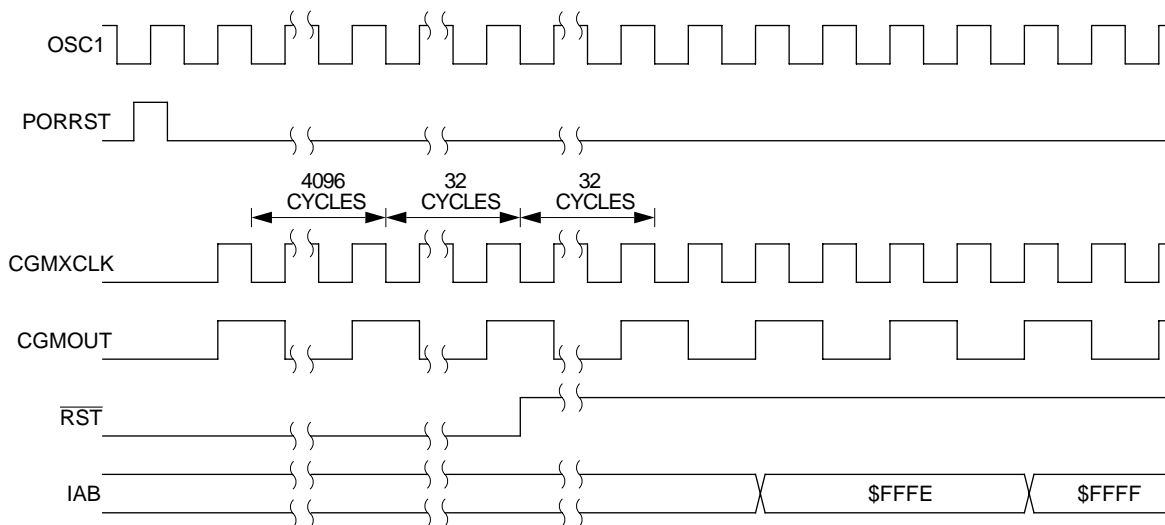 OSC1
PORRST
4096
CYCLES
32
CYCLES
32
CYCLES
CGMXCLK
CGMOUT
RST
IAB
$FFFE
$FFFF